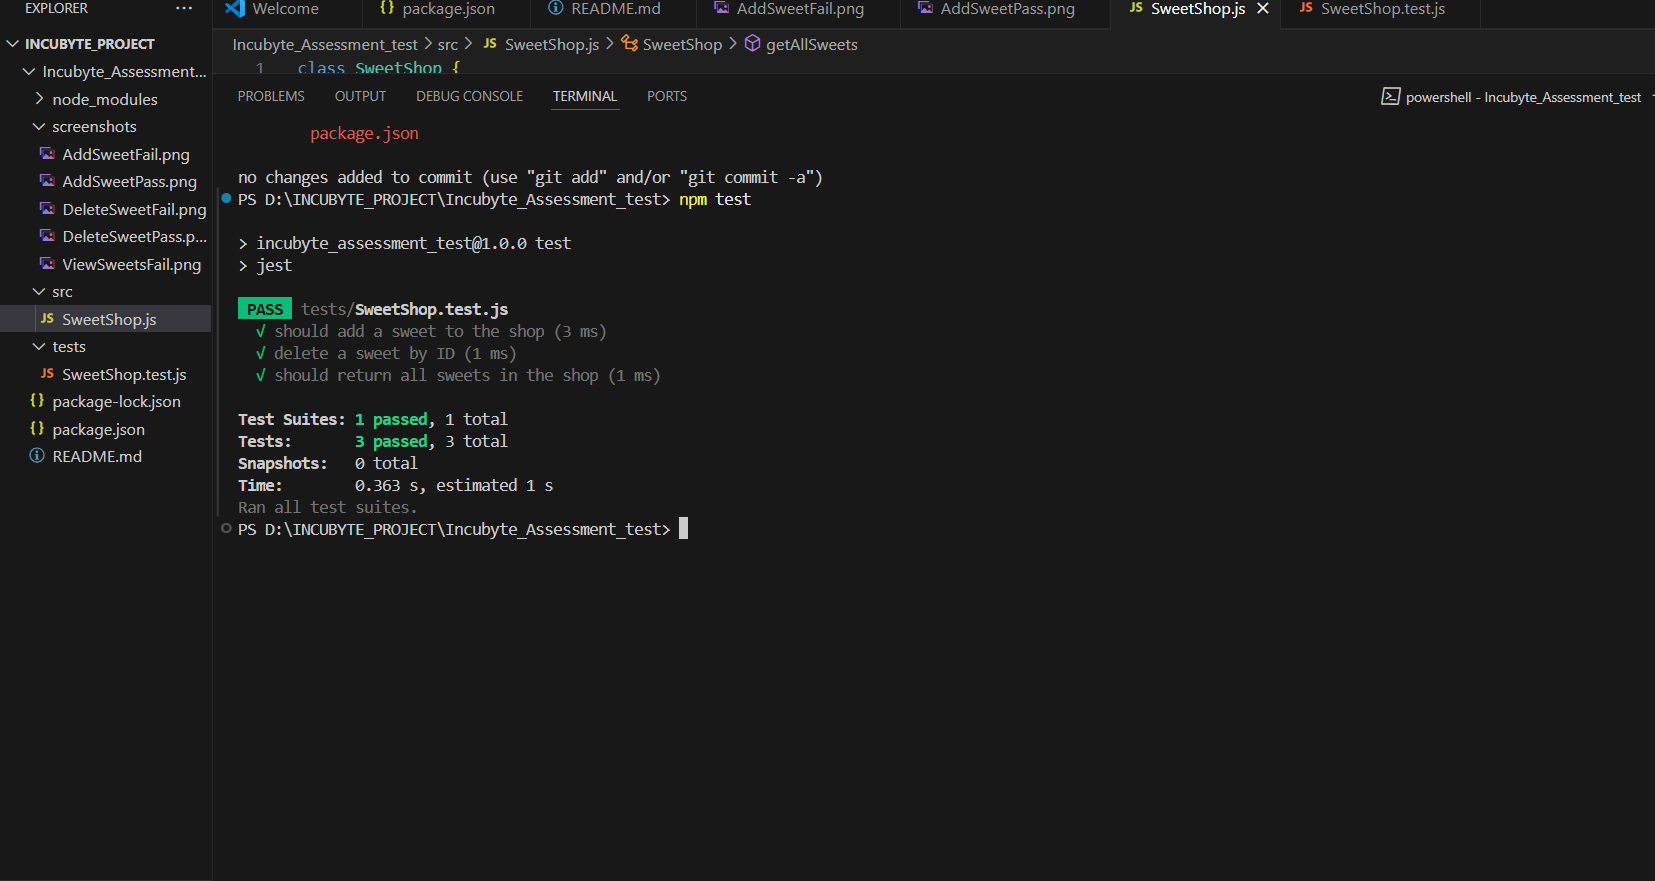 EXPLORER ...
Welcome
{} package.json
README.md
AddSweetFail.png
AddSweetPass.png
JS SweetShop.js
JS SweetShop.test.js
INCUBYTE_PROJECT
Incubyte_Assessment...
node_modules
screenshots
AddSweetFail.png
AddSweetPass.png
DeleteSweetFail.png
DeleteSweetPass.p...
ViewSweetsFail.png
src
JS SweetShop.js
tests
JS SweetShop.test.js
{} package-lock.json
{} package.json
README.md
Incubyte_Assessment_test > src > JS SweetShop.js > SweetShop > getAllSweets
1 class SweetShop {
PROBLEMS OUTPUT DEBUG CONSOLE TERMINAL PORTS
powershell - Incubyte_Assessment_test
package.json
no changes added to commit (use "git add" and/or "git commit -a")
PS D:\INCUBYTE_PROJECT\Incubyte_Assessment_test> npm test
> incubyte_assessment_test@1.0.0 test
> jest
PASS tests/SweetShop.test.js
√ should add a sweet to the shop (3 ms)
√ delete a sweet by ID (1 ms)
√ should return all sweets in the shop (1 ms)
Test Suites: 1 passed, 1 total
Tests: 3 passed, 3 total
Snapshots: 0 total
Time: 0.363 s, estimated 1 s
Ran all test suites.
PS D:\INCUBYTE_PROJECT\Incubyte_Assessment_test>